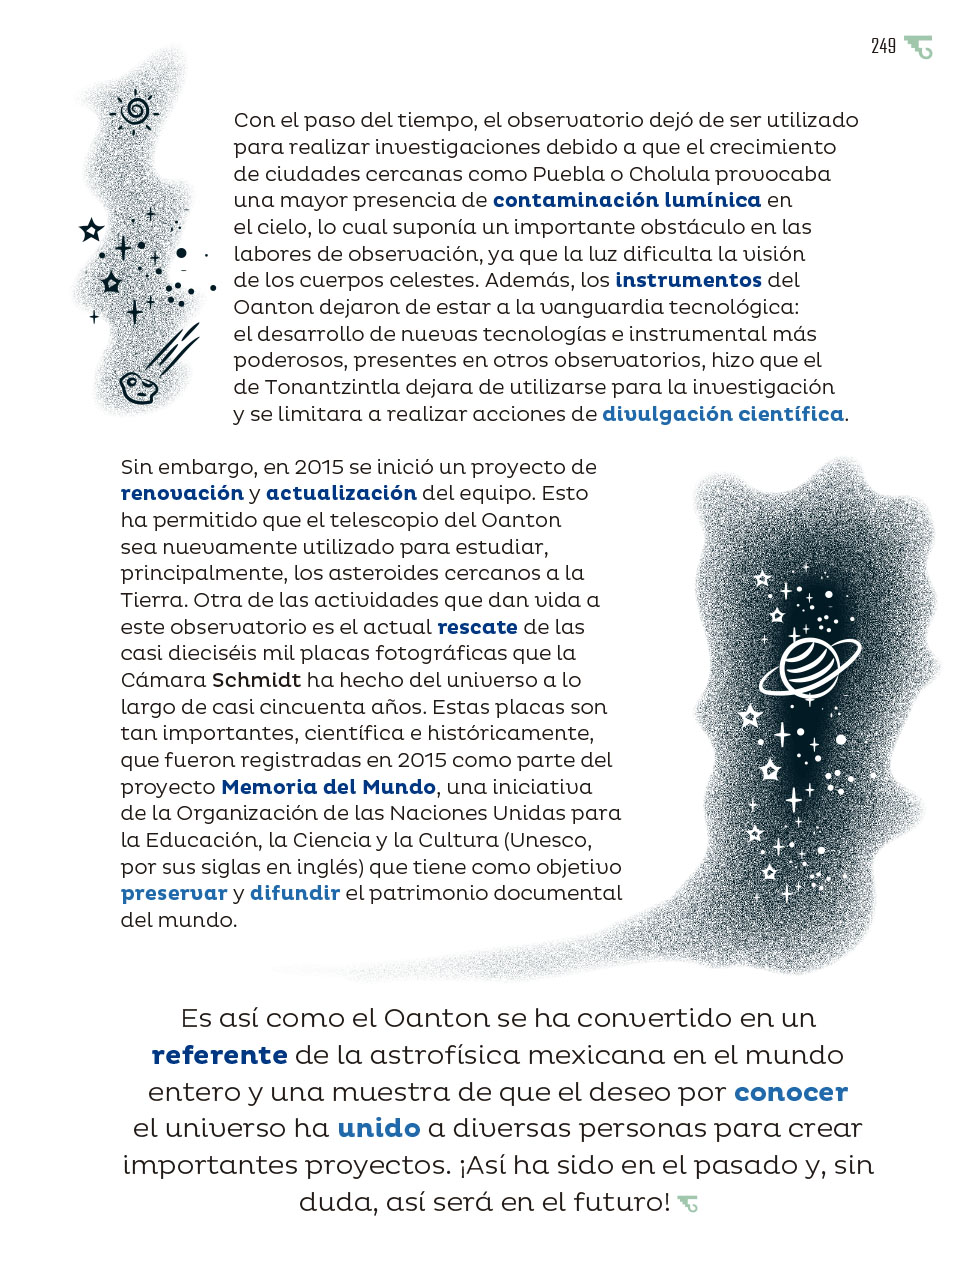 249
Con el paso del tiempo, el observatorio dejó de ser utilizado
para realizar investigaciones debido a que el crecimiento
de ciudades cercanas como Puebla o Cholula provocaba
una mayor presencia de contaminación lumínica en
el cielo, lo cual suponía un importante obstáculo en las
labores de observación, ya que la luz dificulta la visión
de los cuerpos celestes. Además, los instrumentos del
Oanton dejaron de estar a la vanguardia tecnológica:
el desarrollo de nuevas tecnologías e instrumental más
poderosos, presentes en otros observatorios, hizo que el
de Tonantzintla dejara de utilizarse para la investigación
y se limitara a realizar acciones de divulgación científica.
Sin embargo, en 2015 se inició un proyecto de
renovación y actualización del equipo. Esto
ha permitido que el telescopio del Oanton
sea nuevamente utilizado para estudiar,
principalmente, los asteroides cercanos a la
Tierra. Otra de las actividades que dan vida a
este observatorio es el actual rescate de las
casi dieciséis mil placas fotográficas que la
Cámara Schmidt ha hecho del universo a lo
largo de casi cincuenta años. Estas placas son
tan importantes, científica e históricamente,
que fueron registradas en 2015 como parte del
proyecto Memoria del Mundo, una iniciativa
de la Organización de las Naciones Unidas para
la Educación, la Ciencia y la Cultura (Unesco,
por sus siglas en inglés) que tiene como objetivo
preservar y difundir el patrimonio documental
del mundo.
Es así como el Oanton se ha convertido en un
referente de la astrofísica mexicana en el mundo
entero y una muestra de que el deseo por conocer
el universo ha unido a diversas personas para crear
importantes proyectos. ¡Así ha sido en el pasado y, sin
duda, así será en el futuro!